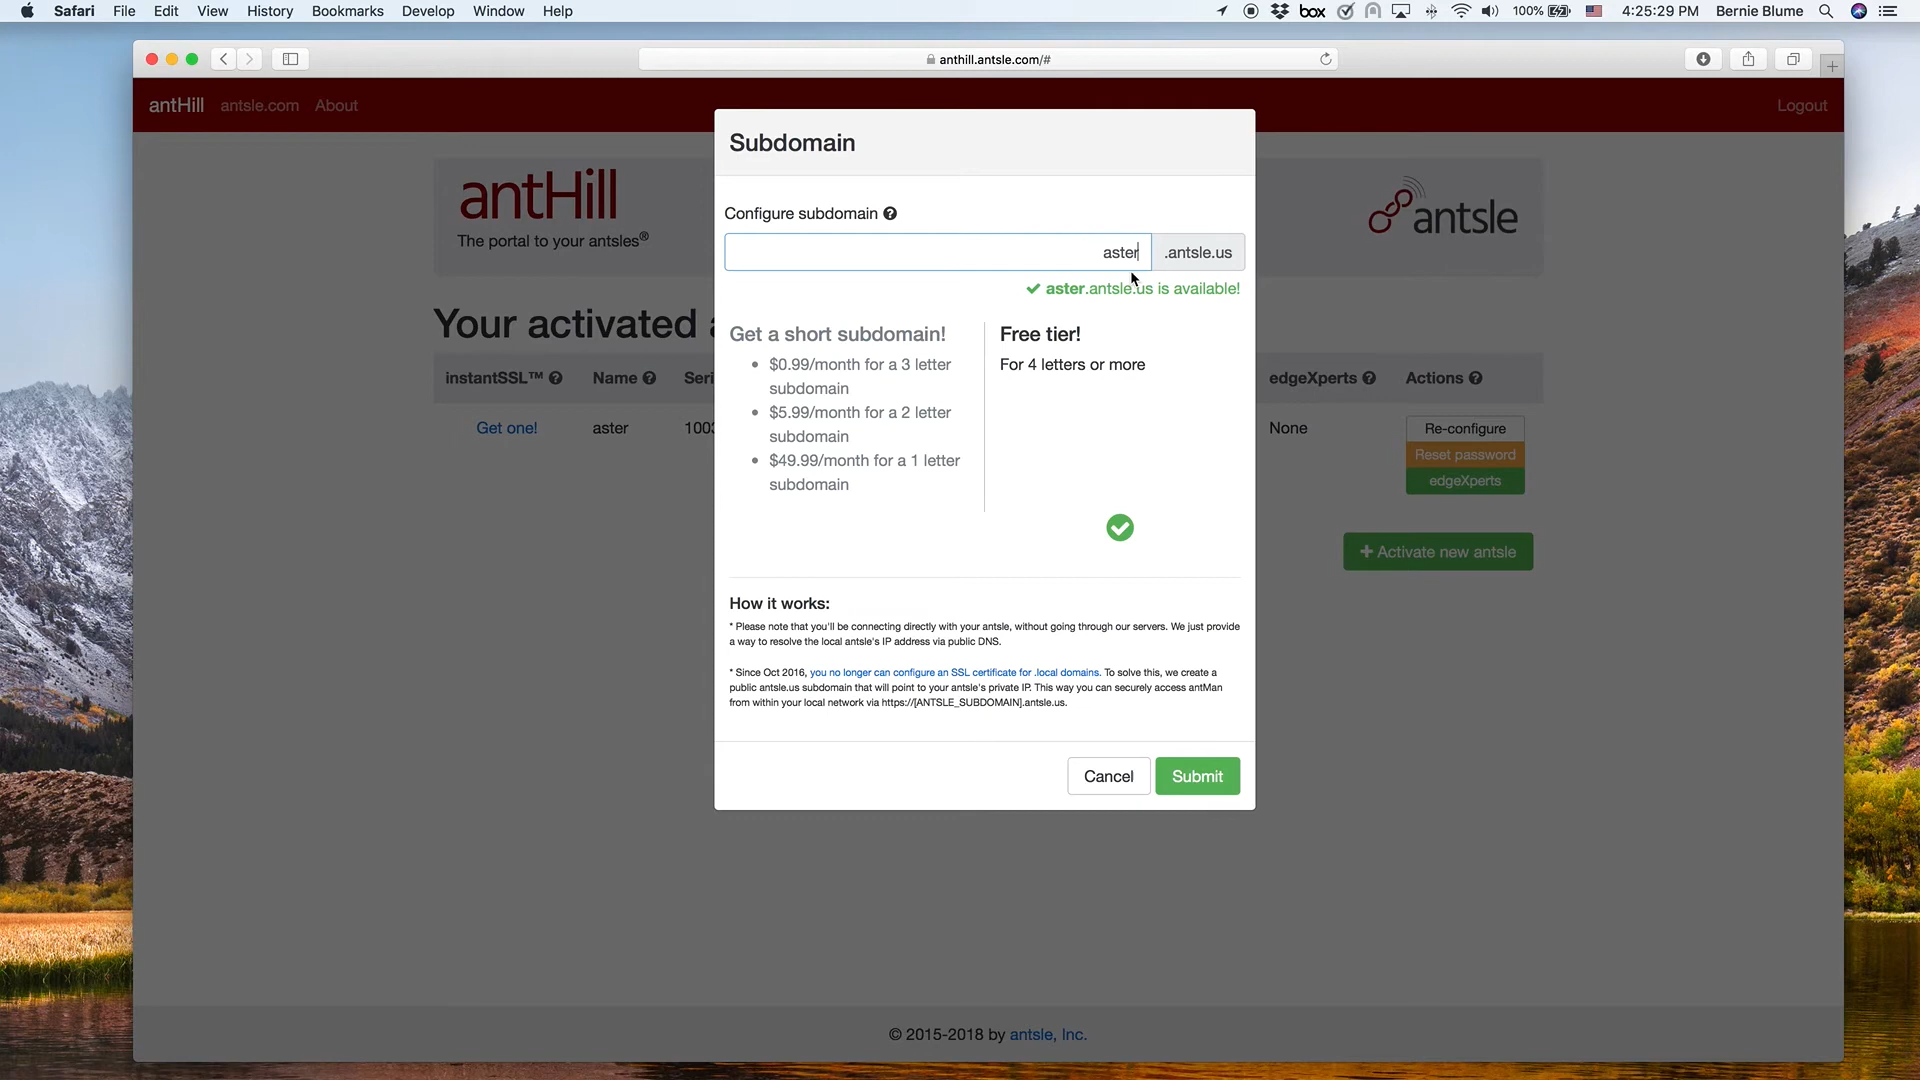 Safari File Edit View History Bookmarks Develop Window Help box 100% 4:25:29 PM Bernie Blume
anthill.antsle.com/#
antHill antsle.com About Logout
Subdomain
antHill
The portal to your antsles®
antsle
Configure subdomain
aster .antsle.us
aster.antsle.us is available!
Your activated
Get a short subdomain!
• $0.99/month for a 3 letter
subdomain
• $5.99/month for a 2 letter
subdomain
• $49.99/month for a 1 letter
subdomain
Free tier!
For 4 letters or more
instantSSL™ Name Seri edgeXperts Actions
Get one! aster 1003 None Re-configure
Reset password
edgeXperts
+ Activate new antsle
How it works:
* Please note that you'll be connecting directly with your antsle, without going through our servers. We just provide
a way to resolve the local antsle's IP address via public DNS.
* Since Oct 2016, you no longer can configure an SSL certificate for .local domains. To solve this, we create a
public antsle.us subdomain that will point to your antsle's private IP. This way you can securely access antMan
from within your local network via https://[ANTSLE_SUBDOMAIN].antsle.us.
Cancel Submit
© 2015-2018 by antsle, Inc.